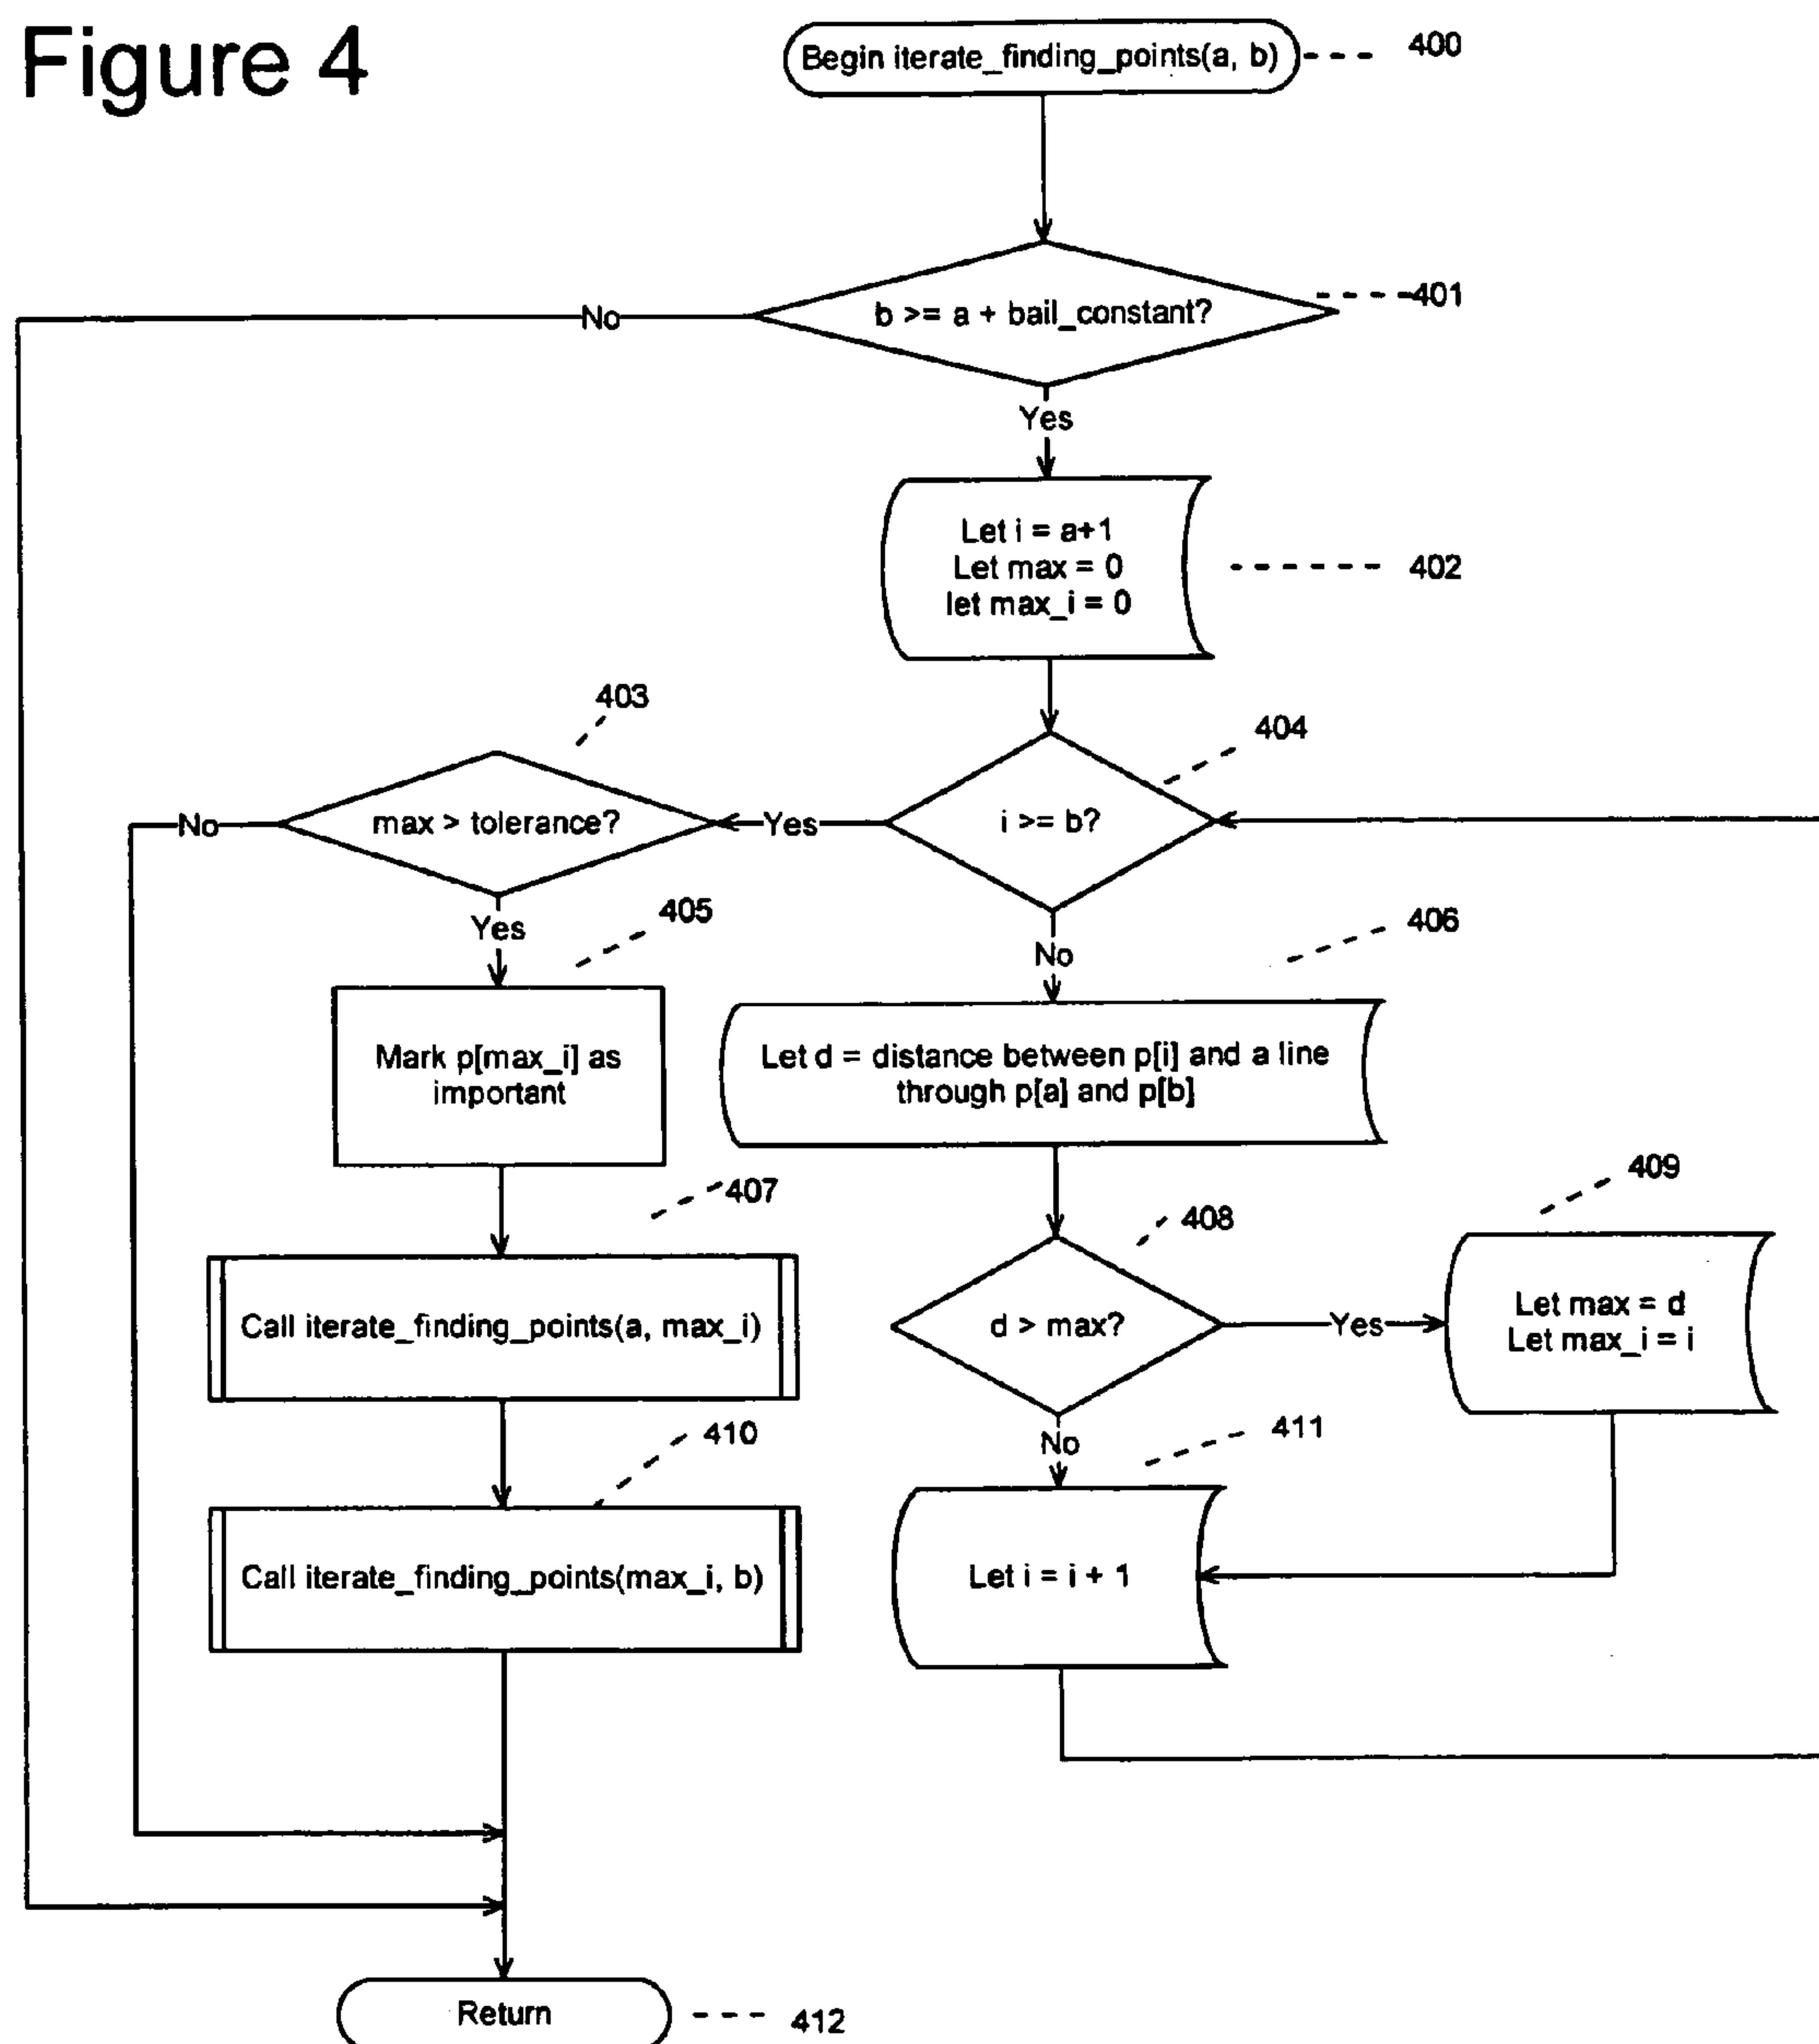 Figure 4
Begin iterate_finding_points(a, b)
400
b >= a + bail_constant?
401
No
Yes
Let i = a+1
Let max = 0
let max_i = 0
402
403
404
No
max > tolerance?
Yes
i >= b?
Yes
405
No
406
Mark p[max_i] as
important
Let d = distance between p[i] and a line
through p[a] and p[b]
407
408
409
Call iterate_finding_points(a, max_i)
d > max?
Yes
Let max = d
Let max_i = i
410
No
411
Call iterate_finding_points(max_i, b)
Let i = i + 1
Return
412